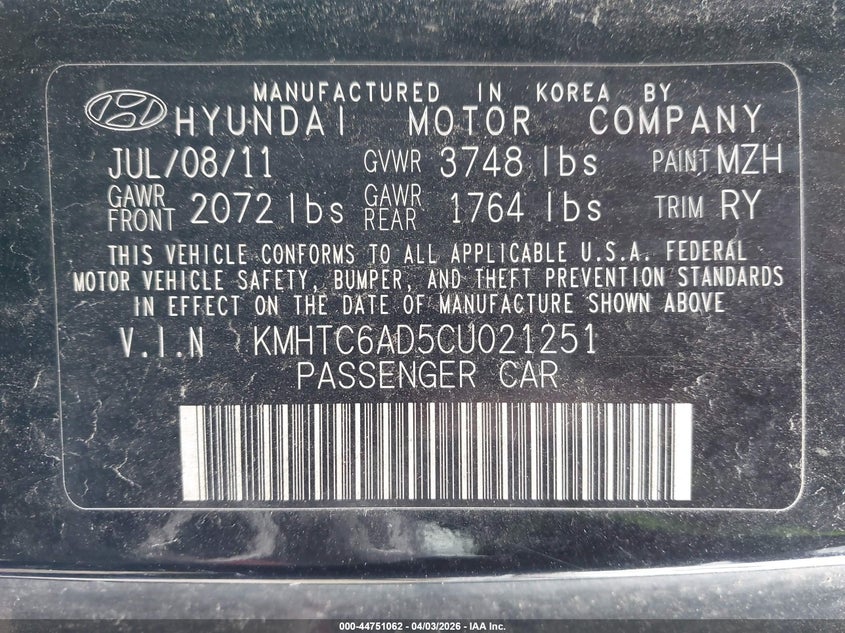 MANUFACTURED IN KOREA BY
HYUNDAI MOTOR COMPANY
JUL/08/11 GVWR 3748 lbs PAINT MZH
GAWR FRONT 2072 lbs GAWR REAR 1764 lbs TRIM RY
THIS VEHICLE CONFORMS TO ALL APPLICABLE U.S.A. FEDERAL
MOTOR VEHICLE SAFETY, BUMPER, AND THEFT PREVENTION STANDARDS
IN EFFECT ON THE DATE OF MANUFACTURE SHOWN ABOVE
V.I.N KMHTC6AD5CU021251
PASSENGER CAR
000-44751062 - 04/03/2026 - IAA Inc.